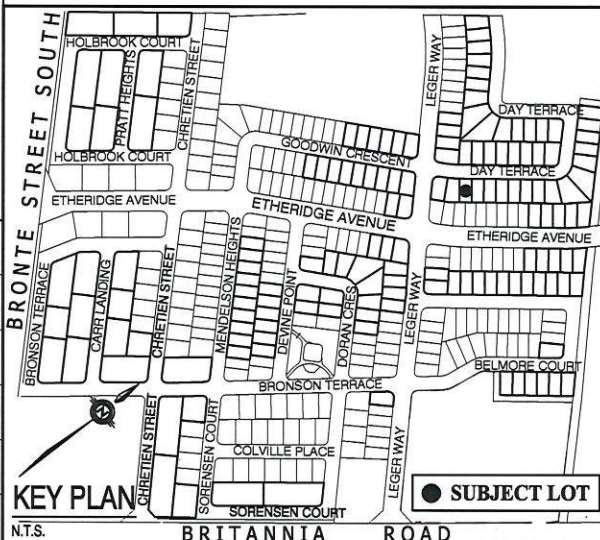 BRONTE STREET SOUTH
HOLBROOK COURT
PRATT HEIGHTS
CHRETIEN STREET
HOLBROOK COURT
ETHERIDGE AVENUE
LEGER WAY
DAY TERRACE
GOODWIN CRESCENT
DAY TERRACE
ETHERIDGE AVENUE
ETHERIDGE AVENUE
BRONSON TERRACE
CARR LANDING
CHRETIEN STREET
MENDELSON HEIGHTS
DEVINE POINT
DORAN CRES
LEGER WAY
BELMORE COURT
BRONSON TERRACE
N
CHRETIEN STREET
SORENSEN COURT
COLVILLE PLACE
LEGER WAY
KEY PLAN
SORENSEN COURT
SUBJECT LOT
N.T.S.
BRITANNIA ROAD